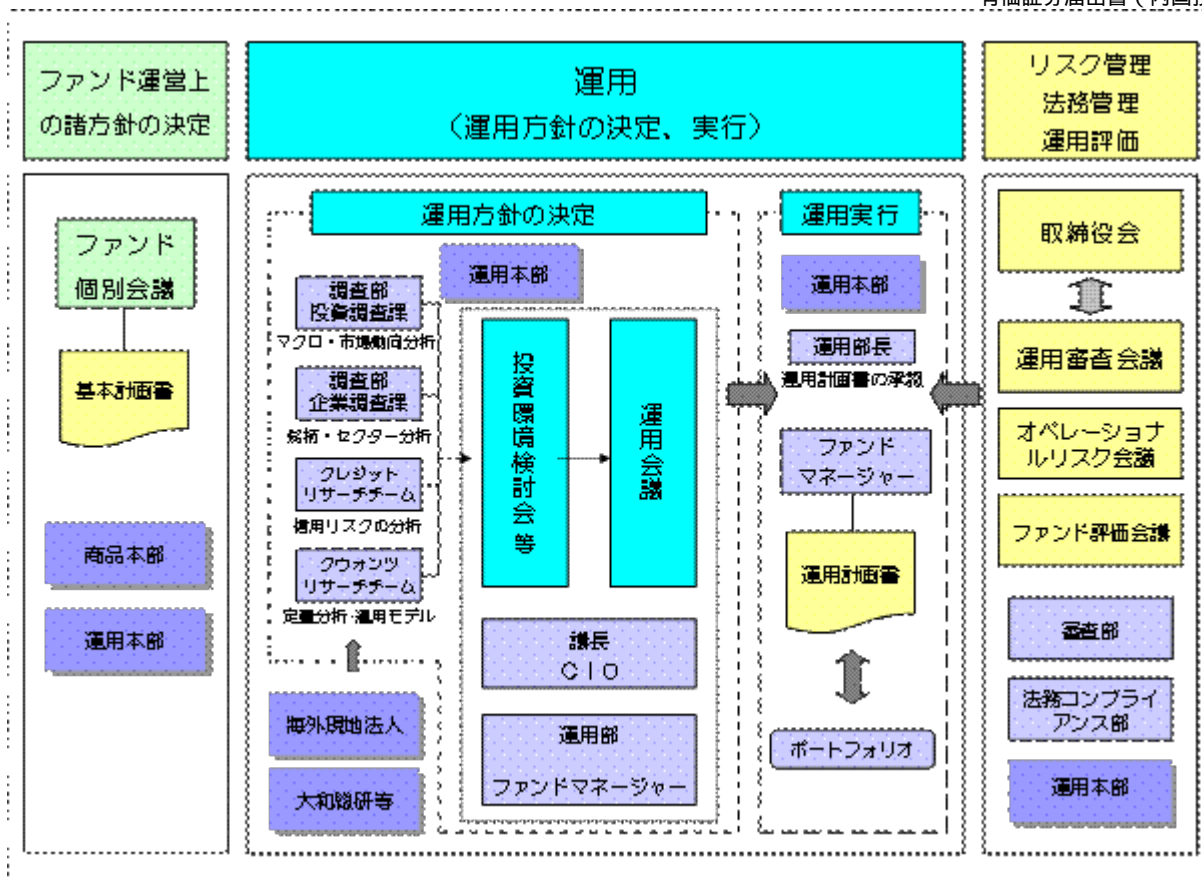 有価証券届出書（内国投
ファンド運営上
の諸方針の決定
運用
（運用方針の決定、実行）
リスク管理
法務管理
運用評価
ファンド
個別会議
基本計画書
商品本部
運用本部
運用方針の決定
運用本部
調査部
投資調査課
マクロ・市場動向分析
調査部
企業調査課
銘柄・セクター分析
クレジット
リサーチチーム
信用リスクの分析
クウォンツ
リサーチチーム
定量分析・運用モデル
海外現地法人
大和総研等
投資環境検討会等
運用会議
議長
ＣＩＯ
運用部
ファンドマネージャー
運用実行
運用本部
運用部長
運用計画書の承認
ファンド
マネージャー
運用計画書
ポートフォリオ
取締役会
運用審査会議
オペレーショナ
ルリスク会議
ファンド評価会議
審査部
法務コンプライ
アンス部
運用本部